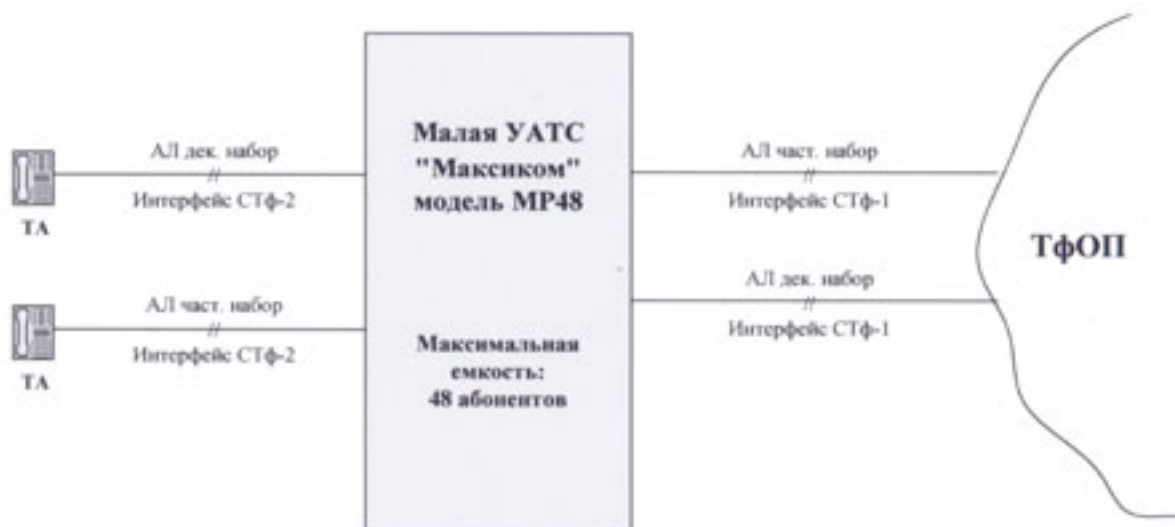 АЛ дек. набор
//
Интерфейс СТф-2
ТА
АЛ част. набор
//
Интерфейс СТф-2
ТА
Малая УАТС
"Максиком"
модель МР48
Максимальная
емкость:
48 абонентов
АЛ част. набор
//
Интерфейс СТф-1
АЛ дек. набор
//
Интерфейс СТф-1
ТфОП